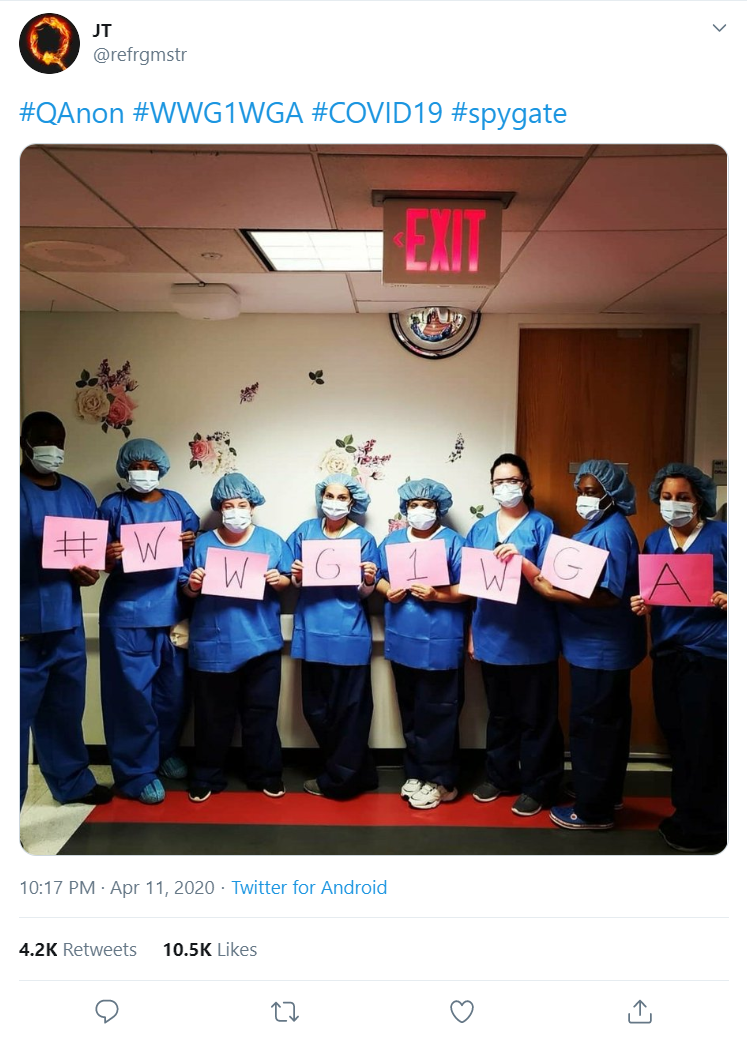 JT
@refrgmstr
#QAnon #WWG1WGA #COVID19 #spygate
EXIT
# W W G 1 W G A
10:17 PM · Apr 11, 2020 · Twitter for Android
4.2K Retweets 10.5K Likes